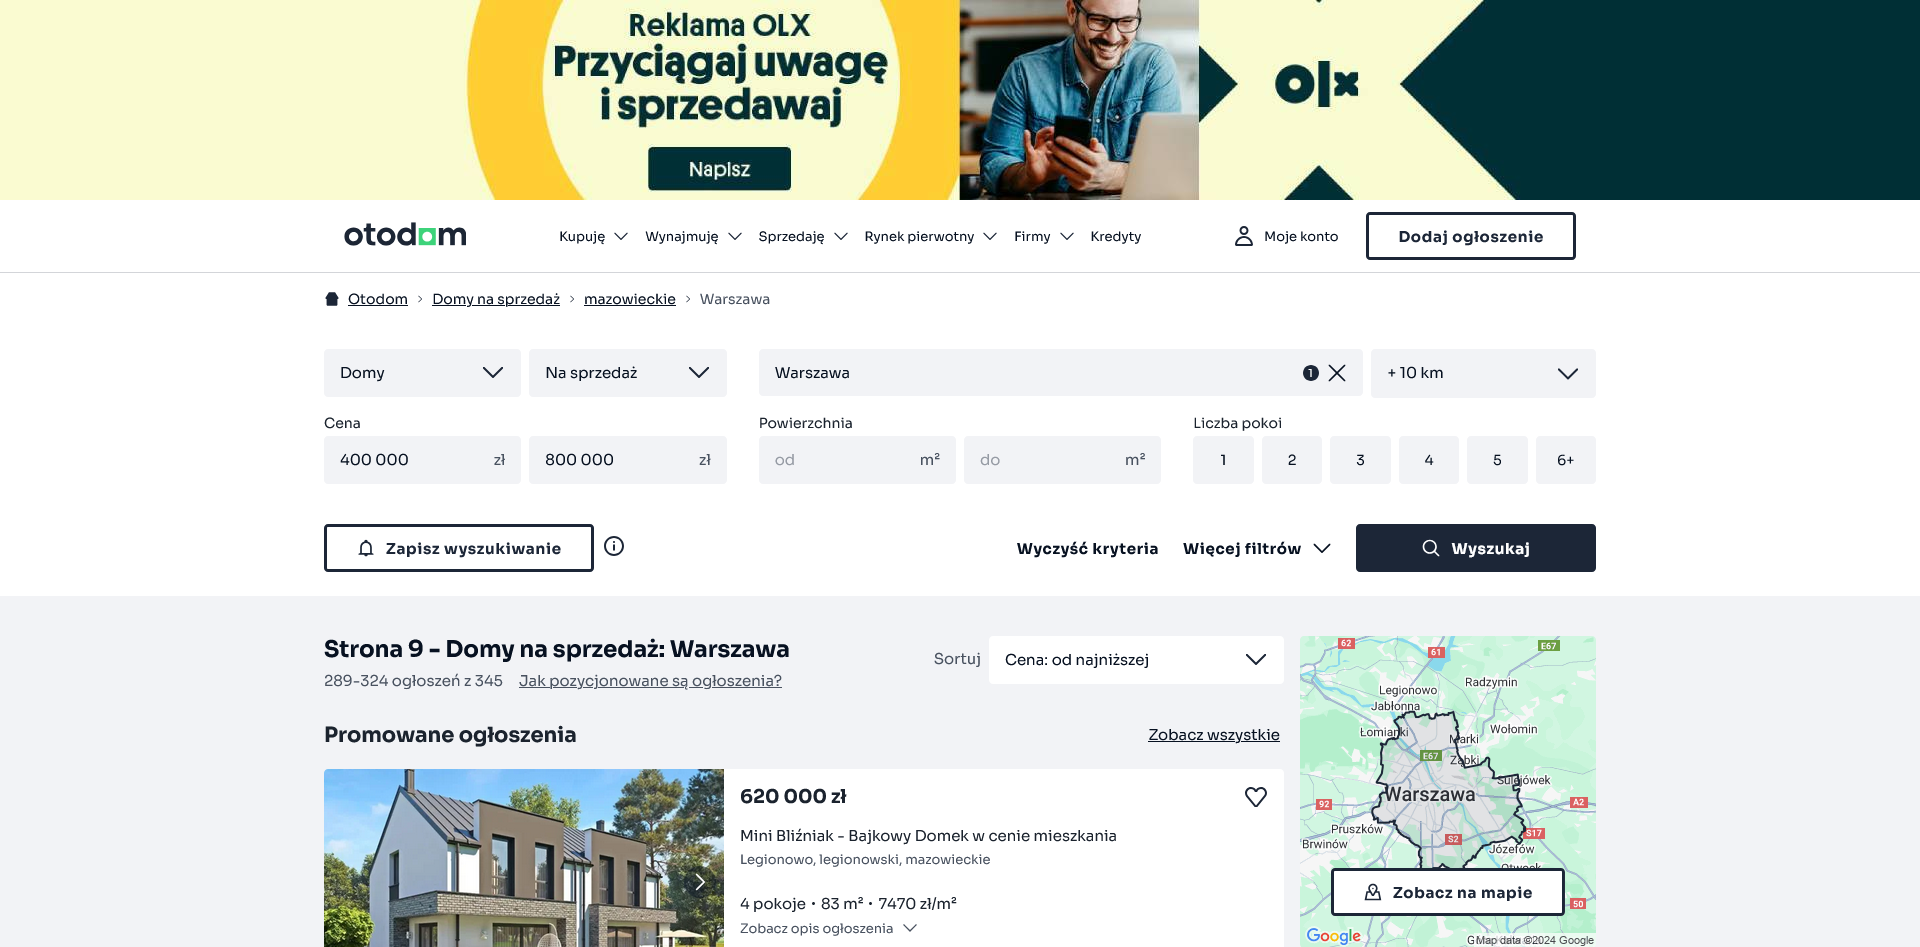 Reklama OLX
Przyciągaj uwagę
i sprzedawaj
Napisz
olx
otodom
Kupuję
Wynajmuję
Sprzedaję
Rynek pierwotny
Firmy
Kredyty
Moje konto
Dodaj ogłoszenie
Otodom
Domy na sprzedaż
mazowieckie
Warszawa
Domy
Na sprzedaż
Warszawa
1
+ 10 km
Cena
Powierzchnia
Liczba pokoi
400 000 zł
800 000 zł
od m²
do m²
1
2
3
4
5
6+
Zapisz wyszukiwanie
Wyczyść kryteria
Więcej filtrów
Wyszukaj
Strona 9 - Domy na sprzedaż: Warszawa
289-324 ogłoszeń z 345
Jak pozycjonowane są ogłoszenia?
Sortuj
Cena: od najniższej
Promowane ogłoszenia
Zobacz wszystkie
620 000 zł
Mini Bliźniak - Bajkowy Domek w cenie mieszkania
Legionowo, legionowski, mazowieckie
4 pokoje • 83 m² • 7470 zł/m²
Zobacz opis ogłoszenia
62
61
E67
Radzymin
Legionowo
Jabłonna
Wołomin
Łomianki
Marki
E67
Ząbki
Sulejówek
Warszawa
92
A2
Pruszków
S17
S2
Brwinów
Józefów
Otwock
Zobacz na mapie
50
Google
Map data ©2024 Google